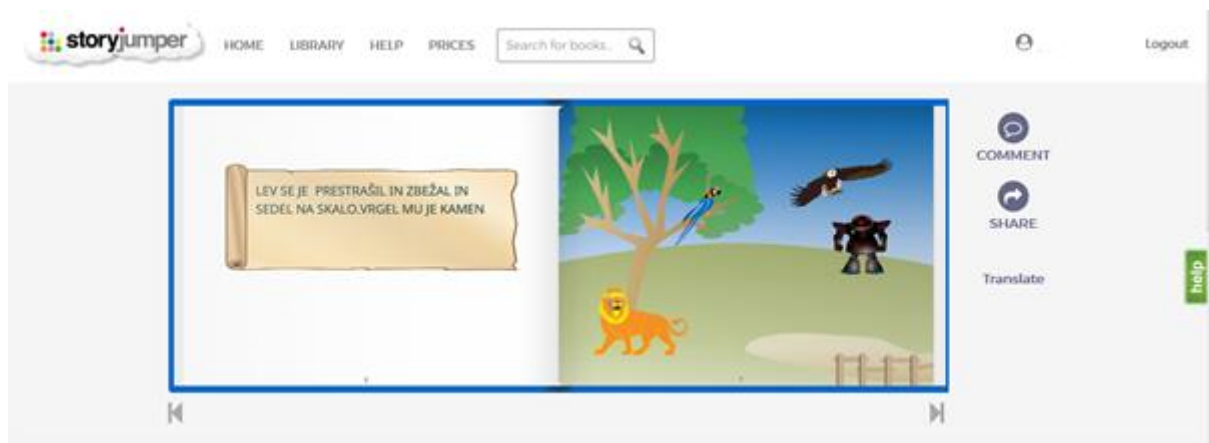 storyjumper
HOME LIBRARY HELP PRICES Search for books.. Logout
LEV SE JE PRESTRAŠIL IN ZBEŽAL IN
SEDEL NA SKALO.VRGEL MU JE KAMEN
COMMENT
SHARE
Translate
help